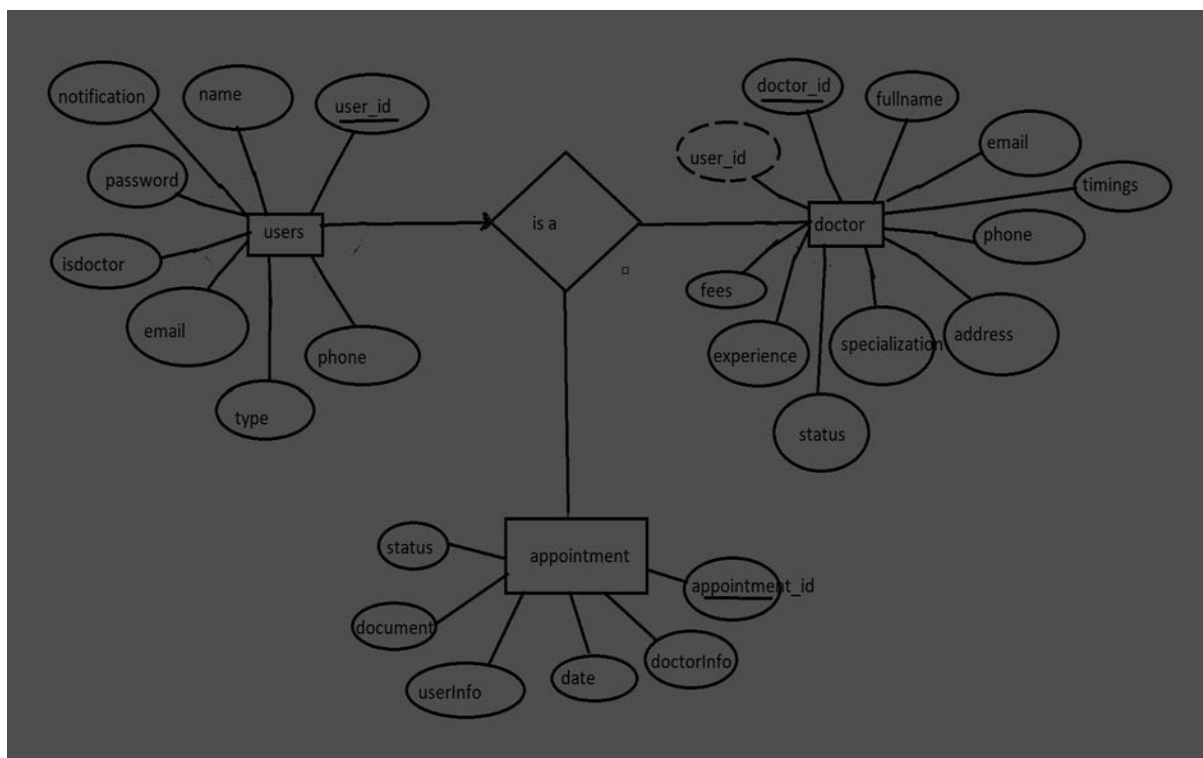 notification
name
user_id
password
users
isdoctor
email
phone
type
is a
doctor_id
fullname
user_id
email
timings
doctor
phone
fees
experience
specialization
address
status
appointment
status
appointment_id
document
userInfo
date
doctorInfo